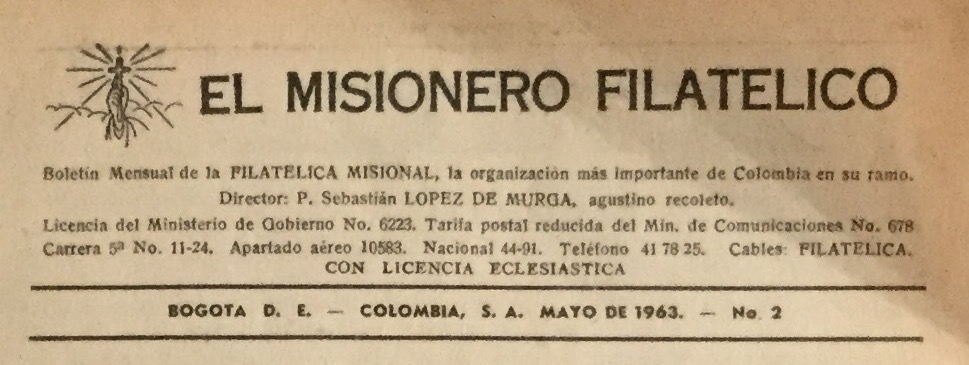 EL MISIONERO FILATELICO
Boletín Mensual de la FILATELICA MISIONAL, la organización más importante de Colombia en su ramo.
Director: P. Sebastián LOPEZ DE MURGA, agustino recoleto.
Licencia del Ministerio de Gobierno No. 6223. Tarifa postal reducida del Min. de Comunicaciones No. 678
Carrera 5ª No. 11-24. Apartado aéreo 10583. Nacional 44-91. Teléfono 41 78 25. Cables: FILATELICA.
CON LICENCIA ECLESIASTICA
BOGOTA D. E. — COLOMBIA, S. A. MAYO DE 1963. — No. 2